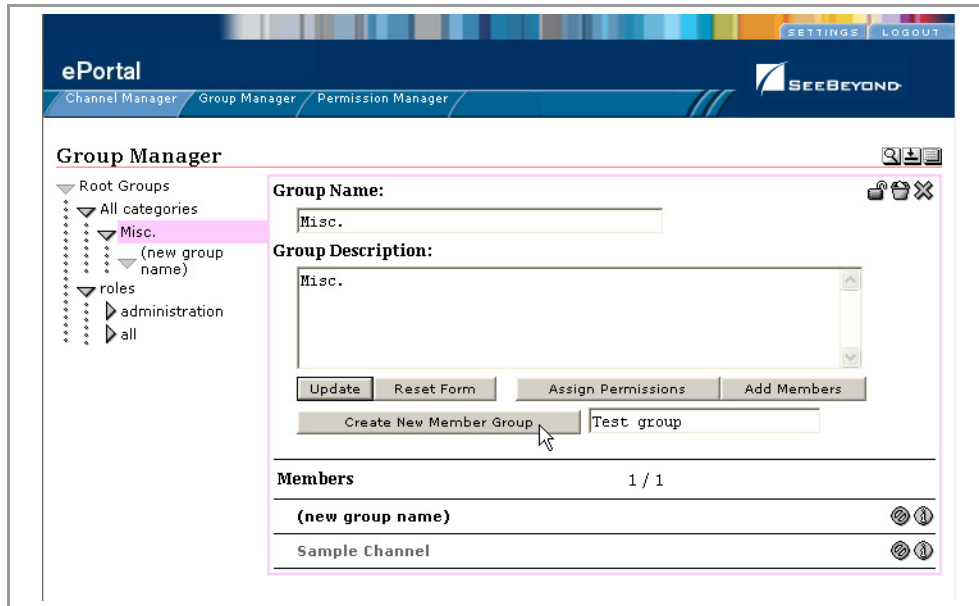 SETTINGS LOGOUT
ePortal
SEEBEYOND
Channel Manager Group Manager Permission Manager
Group Manager
Root Groups
All categories
Misc.
(new group
name)
roles
administration
all
Group Name:
Misc.
Group Description:
Misc.
Update Reset Form Assign Permissions Add Members
Create New Member Group Test group
Members 1 / 1
(new group name)
Sample Channel